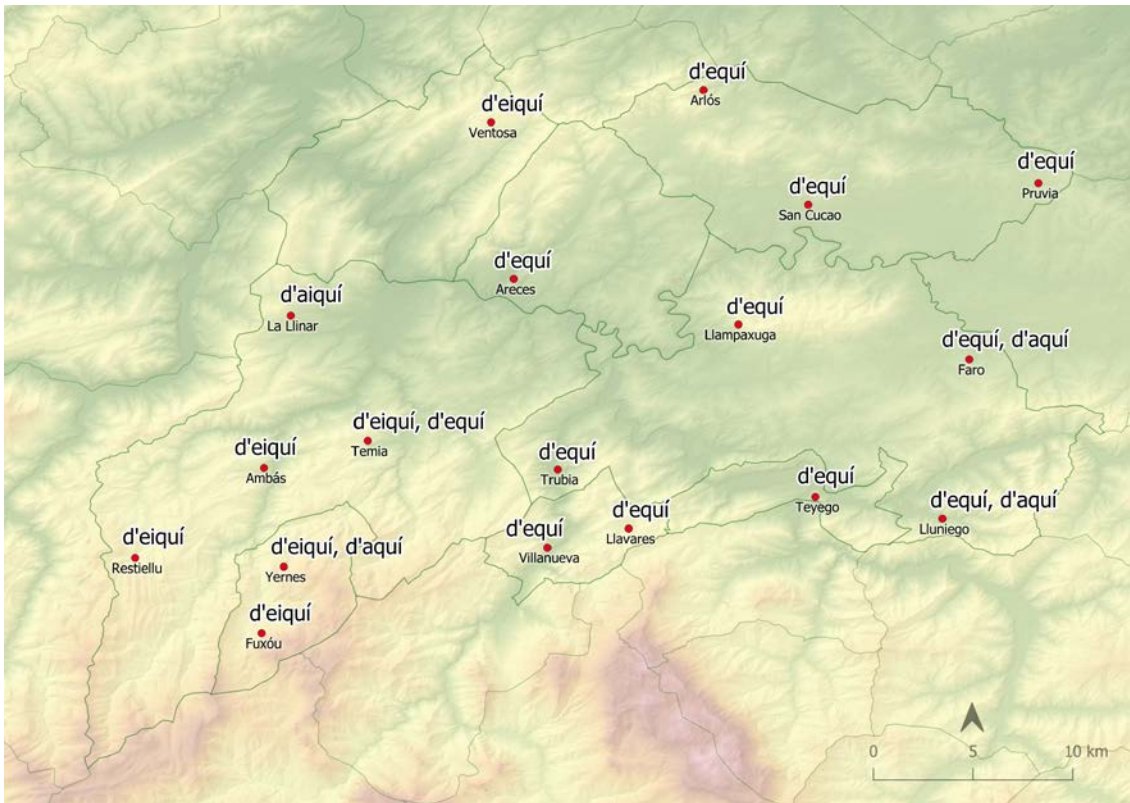 d'equí
Arlós
d'eiquí
Ventosa
d'equí
Pruvia
d'equí
San Cucao
d'equí
Areces
d'aiquí
La Llinar
d'equí
Llampaxuga
d'equí, d'aquí
Faro
d'eiquí, d'equí
Temia
d'eiquí
Ambás
d'equí
Trubia
d'equí
Teyego
d'equí, d'aquí
Lluniego
d'equí
Llavares
d'equí
Villanueva
d'eiquí
Restiellu
d'eiquí, d'aquí
Yernes
d'eiquí
Fuxóu
0 5 10 km